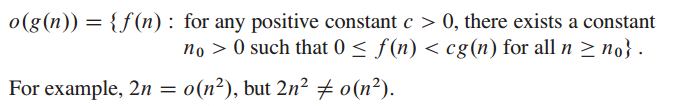 o(g(n)) = {f(n) : for any positive constant c > 0, there exists a constant
n₀ > 0 such that 0 ≤ f(n) < cg(n) for all n ≥ n₀} .
For example, 2n = o(n²), but 2n² ≠ o(n²).